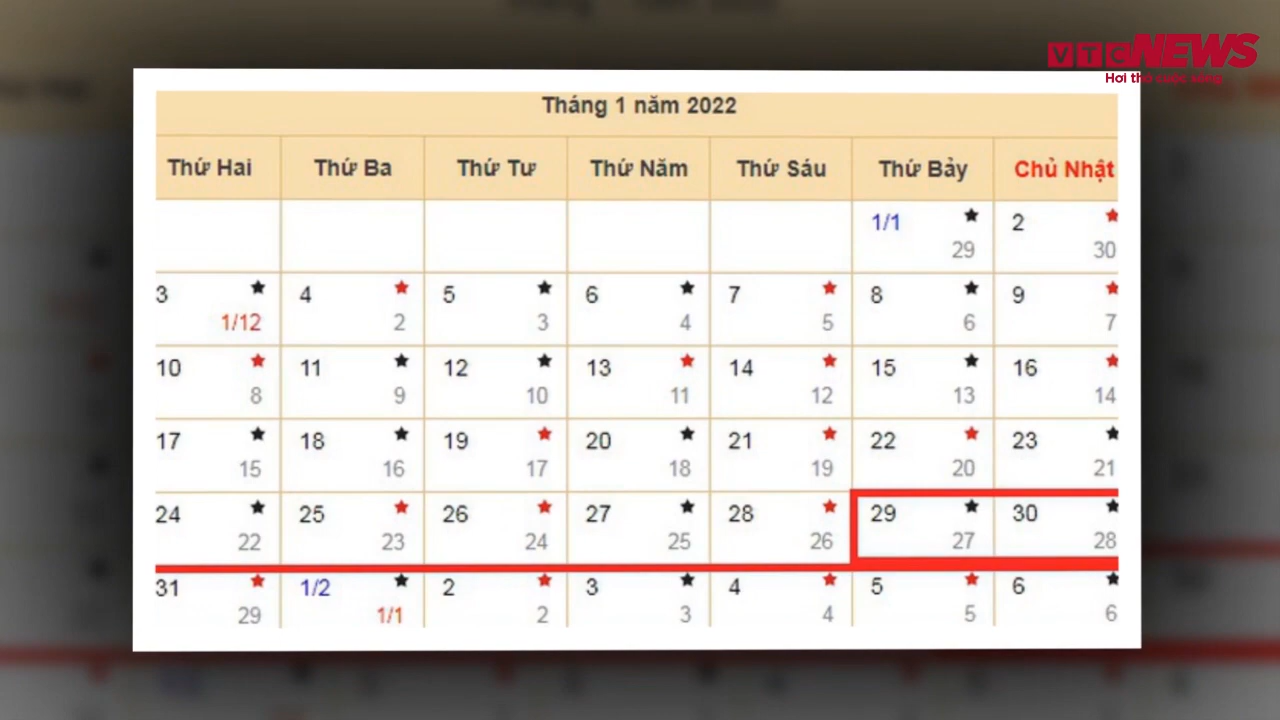 VTC NEWS
Hơi thở cuộc sống
Tháng 1 năm 2022
Thứ Hai Thứ Ba Thứ Tư Thứ Năm Thứ Sáu Thứ Bảy Chủ Nhật
1/1 2
29 30
3 4 5 6 7 8 9
1/12 2 3 4 5 6 7
10 11 12 13 14 15 16
8 9 10 11 12 13 14
17 18 19 20 21 22 23
15 16 17 18 19 20 21
24 25 26 27 28 29 30
22 23 24 25 26 27 28
31 1/2 2 3 4 5 6
29 1/1 2 3 4 5 6